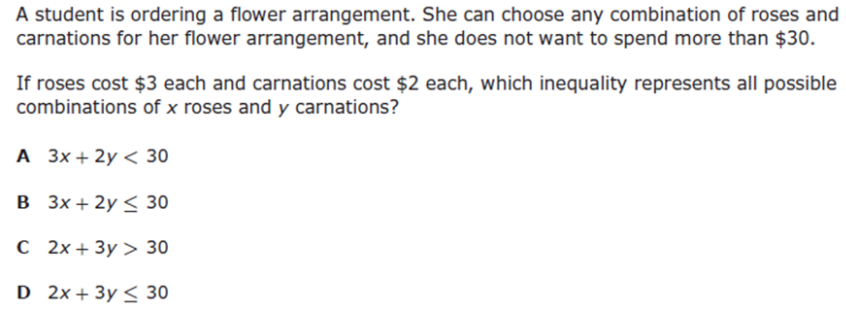 A student is ordering a flower arrangement. She can choose any combination of roses and
carnations for her flower arrangement, and she does not want to spend more than $30.
If roses cost $3 each and carnations cost $2 each, which inequality represents all possible
combinations of x roses and y carnations?
A 3x + 2y < 30
B 3x + 2y ≤ 30
C 2x + 3y > 30
D 2x + 3y ≤ 30